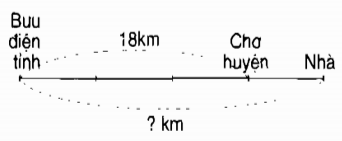 Bưu
điện
tỉnh
18km
Chợ
huyện
Nhà
? km